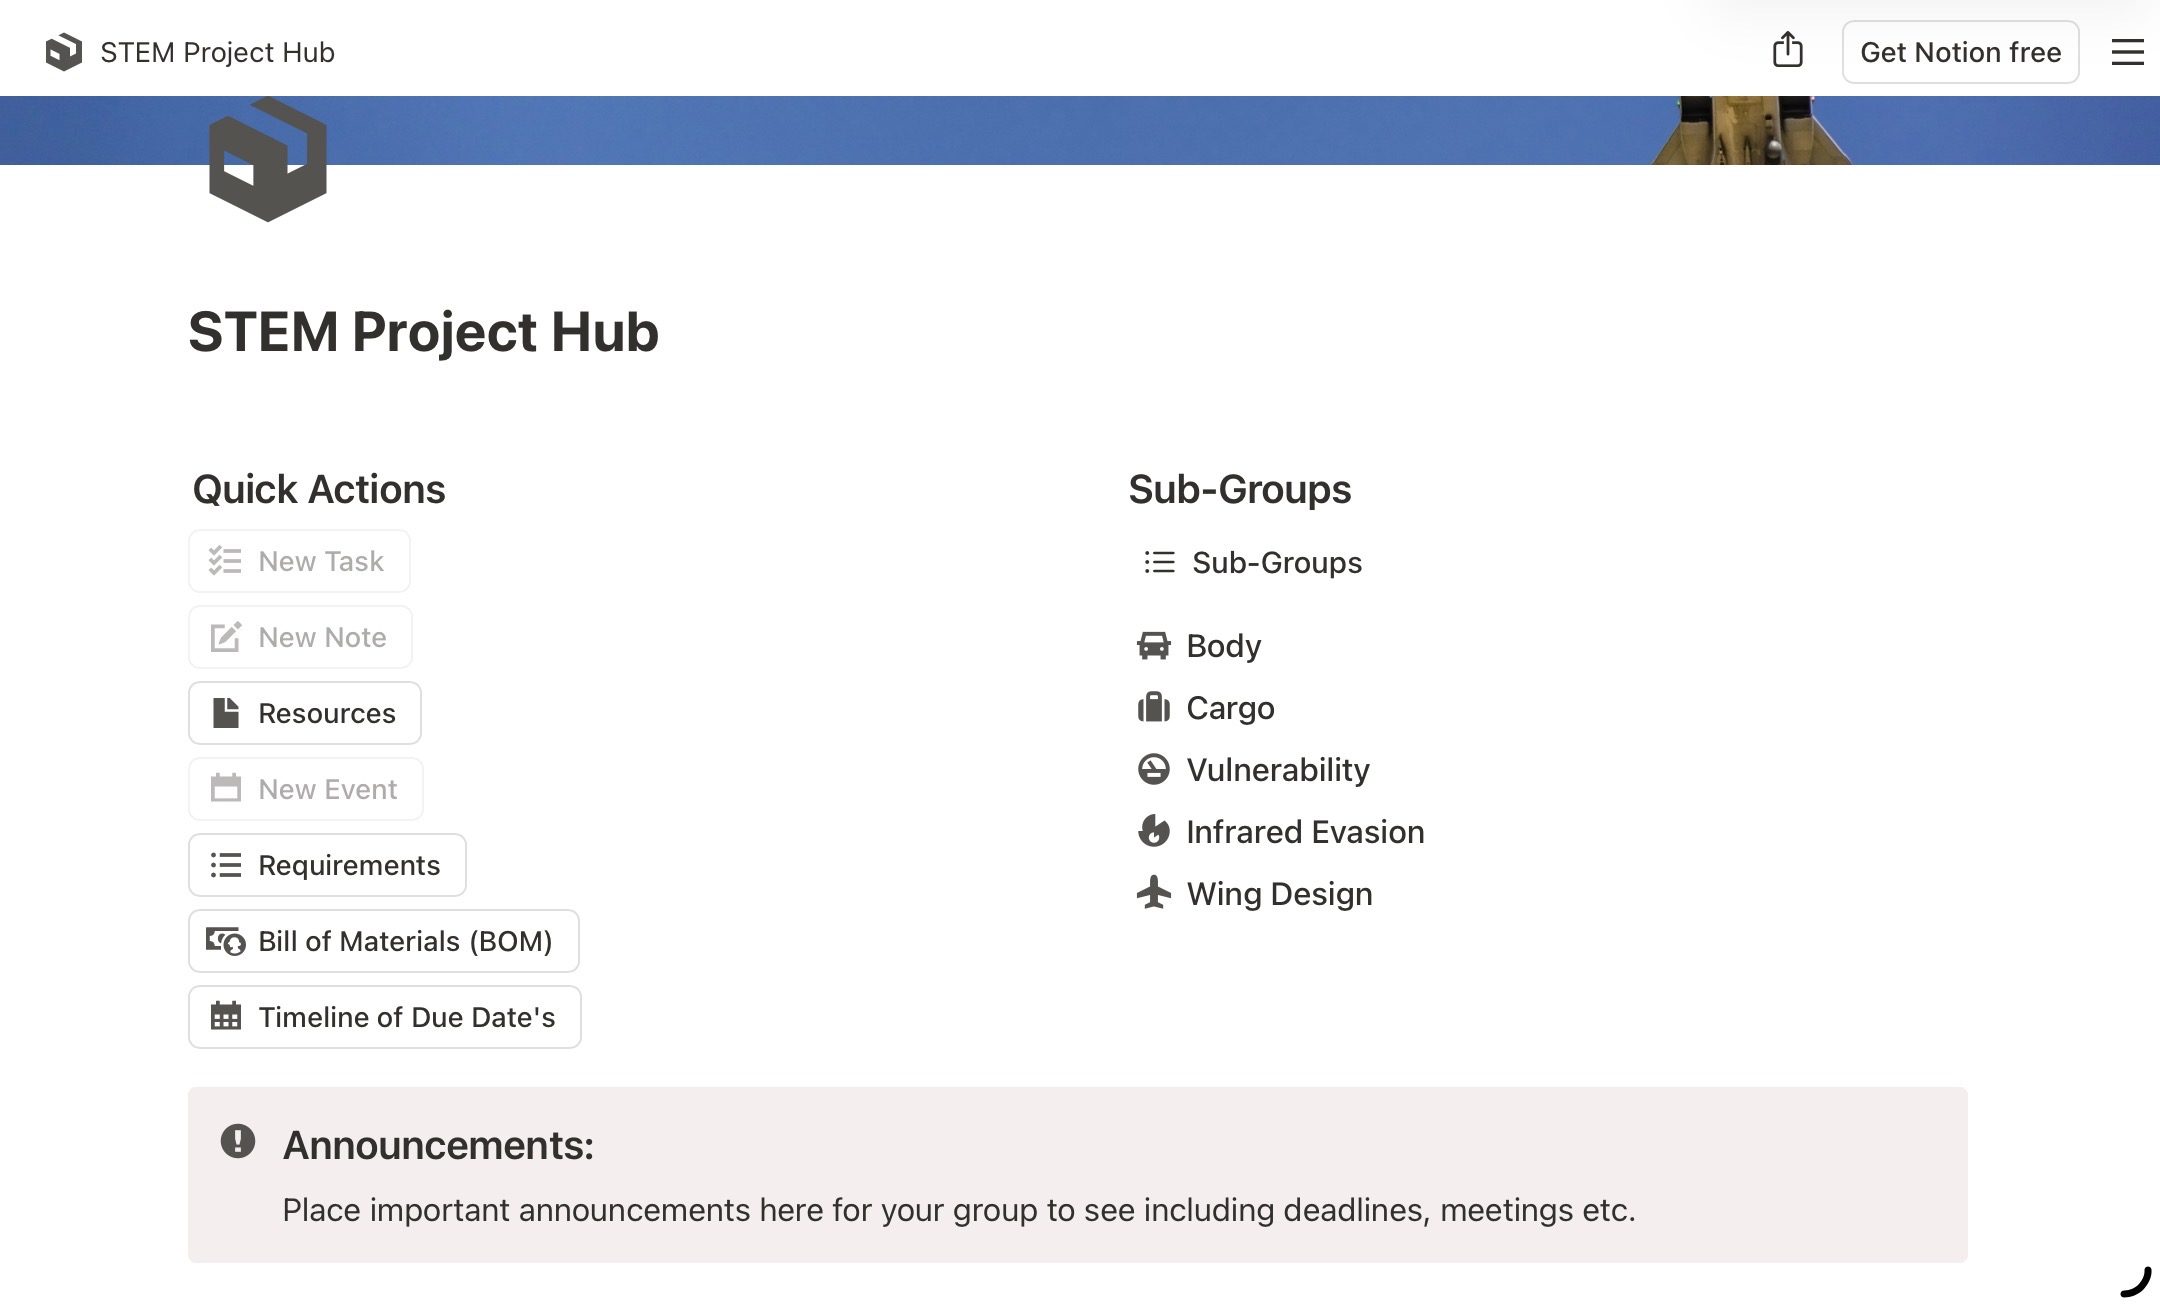 STEM Project Hub
Get Notion free
STEM Project Hub
Quick Actions
New Task
New Note
Resources
New Event
Requirements
Bill of Materials (BOM)
Timeline of Due Date's
Sub-Groups
Sub-Groups
Body
Cargo
Vulnerability
Infrared Evasion
Wing Design
Announcements:
Place important announcements here for your group to see including deadlines, meetings etc.